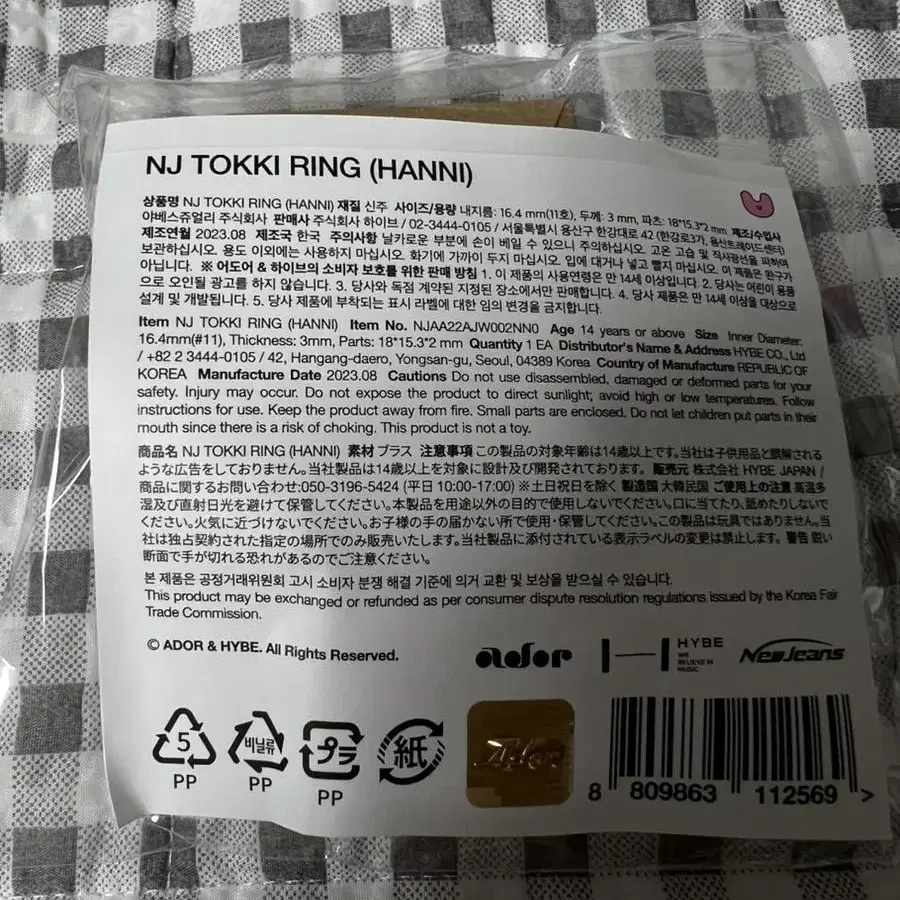 NJ TOKKI RING (HANNI)
상품명 NJ TOKKI RING (HANNI) 재질 신주 사이즈/용량 내지름: 16.4 mm(11호), 두께: 3 mm, 파츠: 18*15.3*2 mm 제조/수입사
야베스쥬얼리 주식회사 판매사 주식회사 하이브 / 02-3444-0105 / 서울특별시 용산구 한강대로 42 (한강로3가, 용산트레이드센터)
제조연월 2023.08 제조국 한국 주의사항 날카로운 부분에 손이 베일 수 있으니 주의하십시오. 고온 고습 및 직사광선을 피하여
보관하십시오. 용도 이외에는 사용하지 마십시오. 화기에 가까이 두지 마십시오. 입에 대거나 넣고 빨지 마십시오. 이 제품은 완구가
아닙니다. ※ 어도어 & 하이브의 소비자 보호를 위한 판매 방침 1. 이 제품의 사용연령은 만 14세 이상입니다. 2. 당사는 어린이 용품
으로 오인될 광고를 하지 않습니다. 3. 당사와 독점 계약된 지정된 장소에서만 판매합니다. 4. 당사 제품은 만 14세 이상을 대상으로
설계 및 개발됩니다. 5. 당사 제품에 부착되는 표시 라벨에 대한 임의 변경을 금지합니다.
Item NJ TOKKI RING (HANNI) Item No. NJAA22AJW002NN0 Age 14 years or above Size Inner Diameter:
16.4mm(#11), Thickness: 3mm, Parts: 18*15.3*2 mm Quantity 1 EA Distributor's Name & Address HYBE CO., Ltd
/ +82 2 3444-0105 / 42, Hangang-daero, Yongsan-gu, Seoul, 04389 Korea Country of Manufacture REPUBLIC OF
KOREA Manufacture Date 2023.08 Cautions Do not use disassembled, damaged or deformed parts for your
safety. Injury may occur. Do not expose the product to direct sunlight; avoid high or low temperatures. Follow
instructions for use. Keep the product away from fire. Small parts are enclosed. Do not let children put parts in their
mouth since there is a risk of choking. This product is not a toy.
商品名 NJ TOKKI RING (HANNI) 素材 ブラス 注意事項 この製品の対象年齢は14歳以上です。当社は子供用品と誤解される
ような広告をしておりません。当社製品は14歳以上を対象に設計及び開発されております。 販売元 株式会社 HYBE JAPAN /
商品に関するお問い合わせ:050-3196-5424 (平日 10:00-17:00) ※土日祝日を除く 製造国 大韓民国 ご使用上の注意 高温多
湿及び直射日光を避けて保管してください。本製品を用途以外の目的で使用しないでください。口に当てたり、舐めたりしないで
ください。火気に近づけないでください。お子様の手の届かない所で使用・保管してください。この製品は玩具ではありません。当
社は独占契約された指定の場所でのみ販売いたします。当社製品に添付されている表示ラベルの変更は禁止します。 警告 鋭い
断面で手が切れる恐れがあるのでご注意ください。
본 제품은 공정거래위원회 고시 소비자 분쟁 해결 기준에 의거 교환 및 보상을 받으실 수 있습니다.
This product may be exchanged or refunded as per consumer dispute resolution regulations issued by the Korea Fair
Trade Commission.
© ADOR & HYBE. All Rights Reserved.
ador
HYBE
WE
BELIEVE IN
MUSIC
NewJeans
5
PP
비닐류
PP
プラ
PP
紙
Ador
8 809863 112569 >